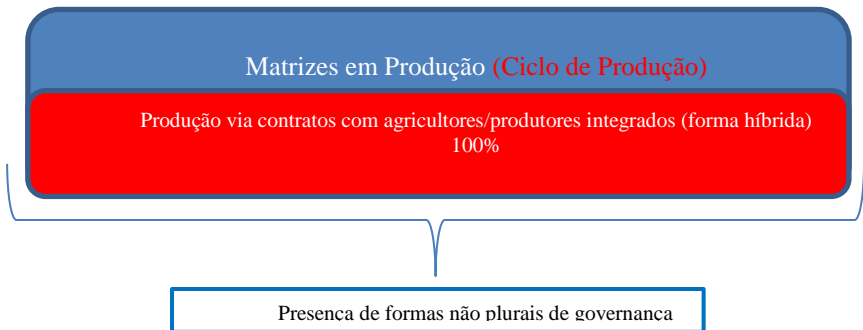 Matrizes em Produção (Ciclo de Produção)
Produção via contratos com agricultores/produtores integrados (forma híbrida)
100%
Presença de formas não plurais de governança